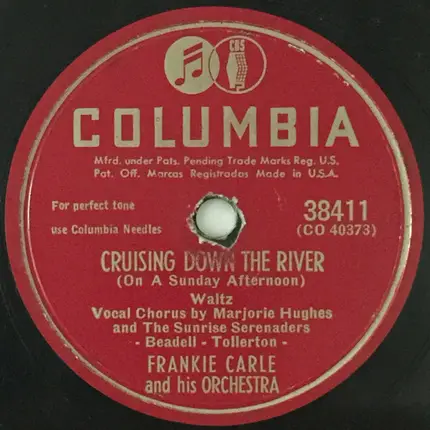 CBS
COLUMBIA
Mfrd. under Pats. Pending Trade Marks Reg. U.S.
Pat. Off. Marcas Registradas Made in U.S.A.
For perfect tone
use Columbia Needles
38411
(CO 40373)
CRUISING DOWN THE RIVER
(On A Sunday Afternoon)
Waltz
Vocal Chorus by Marjorie Hughes
and The Sunrise Serenaders
- Beadell - Tollerton -
FRANKIE CARLE
and his ORCHESTRA